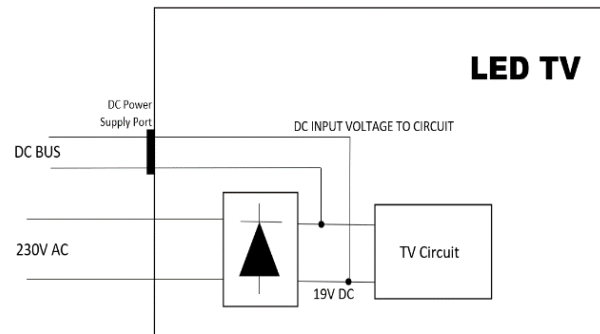 LED TV
DC Power
Supply Port
DC INPUT VOLTAGE TO CIRCUIT
DC BUS
230V AC
TV Circuit
19V DC